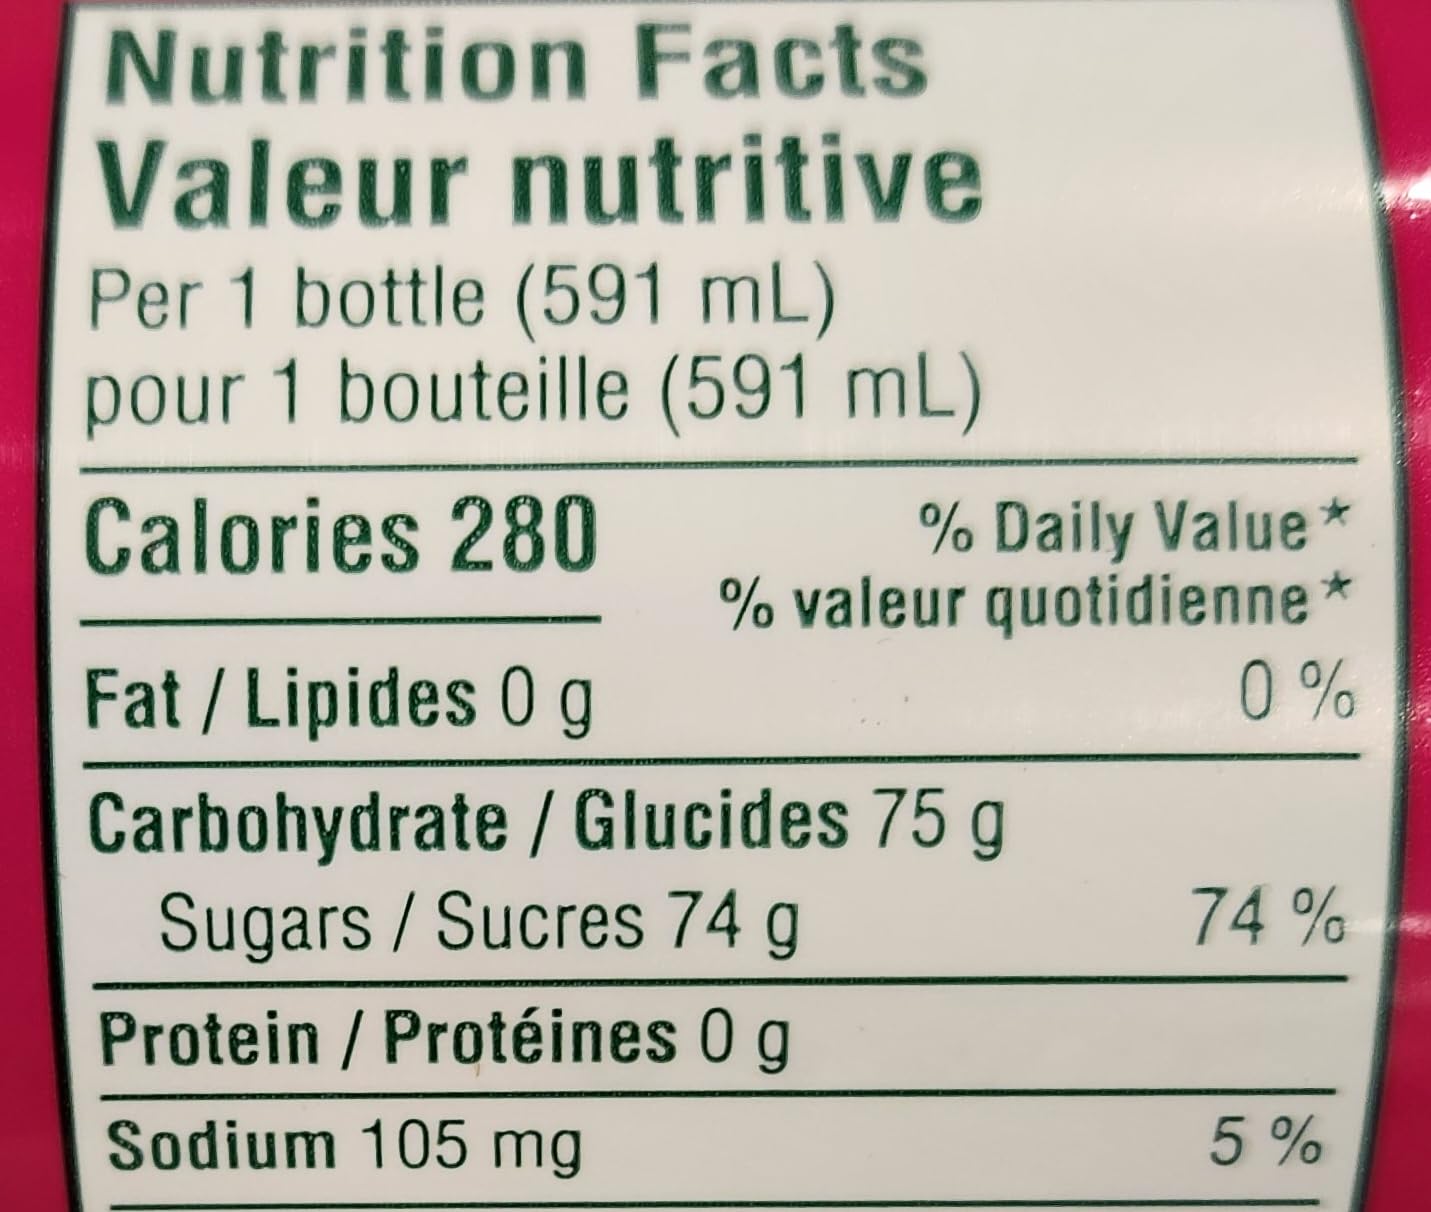 Nutrition Facts
Valeur nutritive
Per 1 bottle (591 mL)
pour 1 bouteille (591 mL)
Calories 280
% Daily Value*
% valeur quotidienne*
Fat / Lipides 0 g 0 %
Carbohydrate / Glucides 75 g
Sugars / Sucres 74 g 74 %
Protein / Protéines 0 g
Sodium 105 mg 5 %